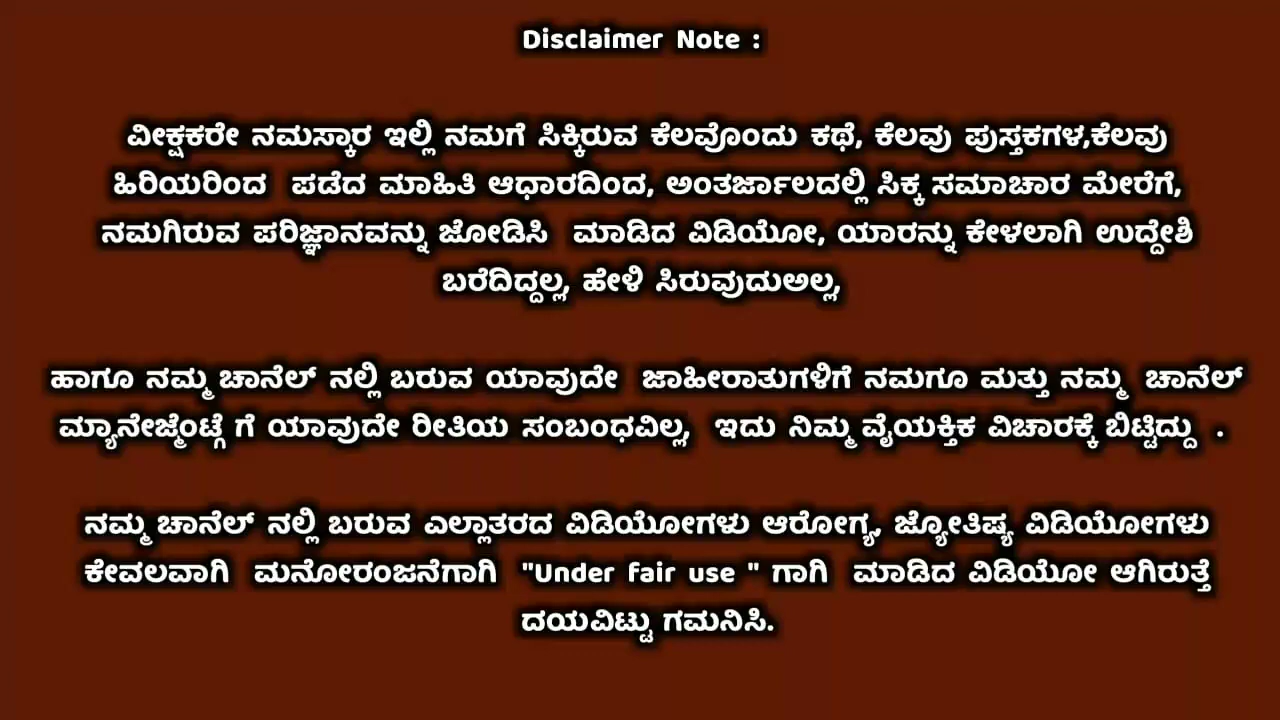 Disclaimer Note :
ವೀಕ್ಷಕರೇ ನಮಸ್ಕಾರ ಇಲ್ಲಿ ನಮಗೆ ಸಿಕ್ಕಿರುವ ಕೆಲವೊಂದು ಕಥೆ, ಕೆಲವು ಪುಸ್ತಕಗಳ,ಕೆಲವು
ಹಿರಿಯರಿಂದ ಪಡೆದ ಮಾಹಿತಿ ಆಧಾರದಿಂದ, ಅಂತರ್ಜಾಲದಲ್ಲಿ ಸಿಕ್ಕ ಸಮಾಚಾರ ಮೇರೆಗೆ,
ನಮಗಿರುವ ಪರಿಜ್ಞಾನವನ್ನು ಜೋಡಿಸಿ ಮಾಡಿದ ವಿಡಿಯೋ, ಯಾರನ್ನು ಕೇಳಲಾಗಿ ಉದ್ದೇಶಿ
ಬರೆದಿದ್ದಲ್ಲ, ಹೇಳಿ ಸಿರುವುದುಅಲ್ಲ,
ಹಾಗೂ ನಮ್ಮ ಚಾನೆಲ್ ನಲ್ಲಿ ಬರುವ ಯಾವುದೇ ಜಾಹೀರಾತುಗಳಿಗೆ ನಮಗೂ ಮತ್ತು ನಮ್ಮ ಚಾನೆಲ್
ಮ್ಯಾನೇಜ್ಮೆಂಟ್ಗೆ ಗೆ ಯಾವುದೇ ರೀತಿಯ ಸಂಬಂಧವಿಲ್ಲ, ಇದು ನಿಮ್ಮ ವೈಯಕ್ತಿಕ ವಿಚಾರಕ್ಕೆ ಬಿಟ್ಟಿದ್ದು .
ನಮ್ಮ ಚಾನೆಲ್ ನಲ್ಲಿ ಬರುವ ಎಲ್ಲಾತರದ ವಿಡಿಯೋಗಳು ಆರೋಗ್ಯ, ಜ್ಯೋತಿಷ್ಯ ವಿಡಿಯೋಗಳು
ಕೇವಲವಾಗಿ ಮನೋರಂಜನೆಗಾಗಿ "Under fair use " ಗಾಗಿ ಮಾಡಿದ ವಿಡಿಯೋ ಆಗಿರುತ್ತೆ
ದಯವಿಟ್ಟು ಗಮನಿಸಿ.